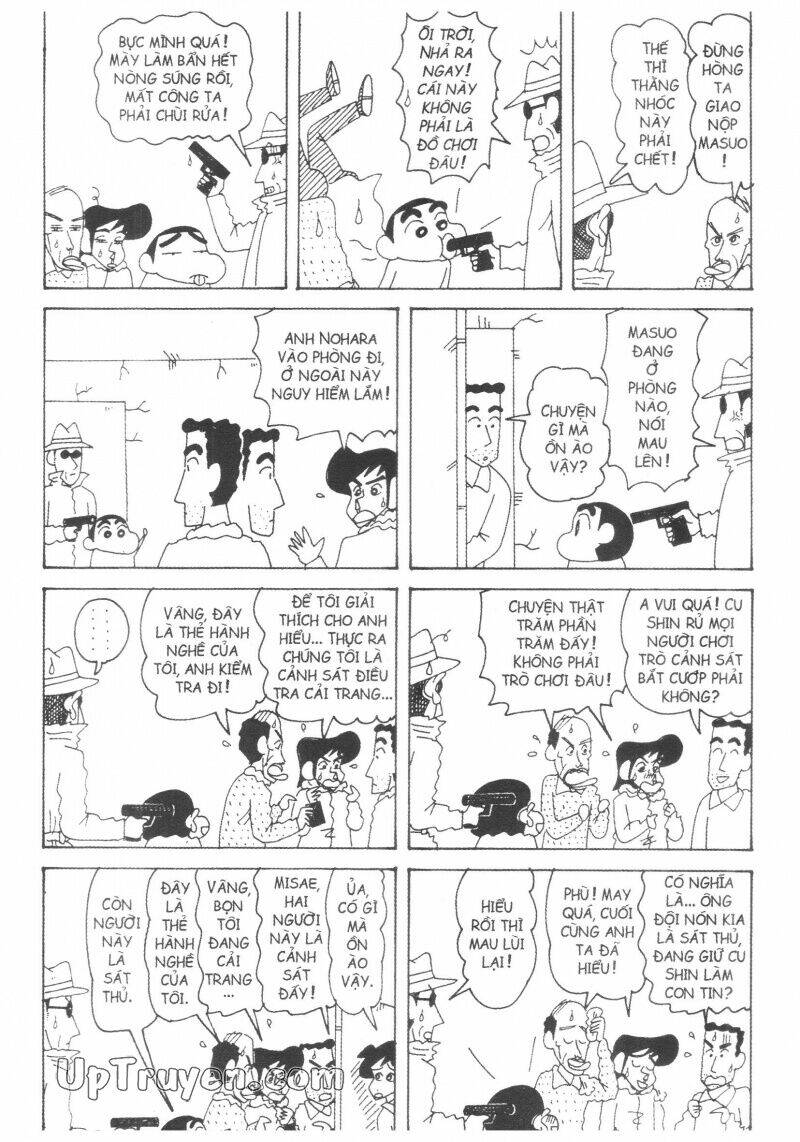 ĐỪNG
HÒNG
TA
GIAO
NỘP
MASUO
!
THẾ
THÌ
THẰNG
NHÓC
NÀY
PHẢI
CHẾT!
ÔI TRỜI,
NHẢ RA
NGAY!
CÁI NÀY
KHÔNG
PHẢI LÀ
ĐỒ CHƠI
ĐÂU!
BỰC MÌNH QUÁ!
MÀY LÀM BẨN HẾT
NÒNG SÚNG RỒI,
MẤT CÔNG TA
PHẢI CHÙI RỬA!
MASUO
ĐANG
Ở
PHÒNG
NÀO,
NÓI
MAU
LÊN!
CHUYỆN
GÌ MÀ
ỒN ÀO
VẬY?
ANH NOHARA
VÀO PHÒNG ĐI,
Ở NGOÀI NÀY
NGUY HIỂM LẮM!
A VUI QUÁ! CU
SHIN RỦ MỌI
NGƯỜI CHƠI
TRÒ CẢNH SÁT
BẮT CƯỚP PHẢI
KHÔNG?
CHUYỆN THẬT
TRĂM PHẦN
TRĂM ĐẤY!
KHÔNG PHẢI
TRÒ CHƠI ĐÂU!
ĐỂ TÔI GIẢI
THÍCH CHO ANH
HIỂU... THỰC RA
CHÚNG TÔI LÀ
CẢNH SÁT ĐIỀU
TRA CẢI TRANG...
VÂNG, ĐÂY
LÀ THẺ HÀNH
NGHỀ CỦA
TÔI, ANH KIỂM
TRA ĐI!
......
CÓ NGHĨA
LÀ... ÔNG
ĐỘI NÓN KIA
LÀ SÁT THỦ,
ĐANG GIỮ CU
SHIN LÀM
CON TIN?
PHÙ! MAY
QUÁ, CUỐI
CÙNG ANH
TA ĐÃ
HIỂU!
HIỂU
RỒI THÌ
MAU LÙI
LẠI!
ỦA,
CÓ GÌ
MÀ
ỒN ÀO
VẬY.
MISAE,
HAI
NGƯỜI
NÀY LÀ
CẢNH
SÁT
ĐẤY!
VÂNG,
BỌN
TÔI
ĐANG
CẢI
TRANG
...
ĐÂY
LÀ
THẺ
HÀNH
NGHỀ
CỦA
TÔI.
CÒN
NGƯỜI
NÀY
LÀ
SÁT
THỦ.
UpTruyen.com